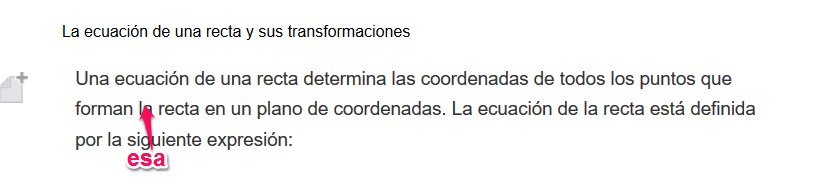 La ecuación de una recta y sus transformaciones
Una ecuación de una recta determina las coordenadas de todos los puntos que
forman la recta en un plano de coordenadas. La ecuación de la recta está definida
por la siguiente expresión:
esa